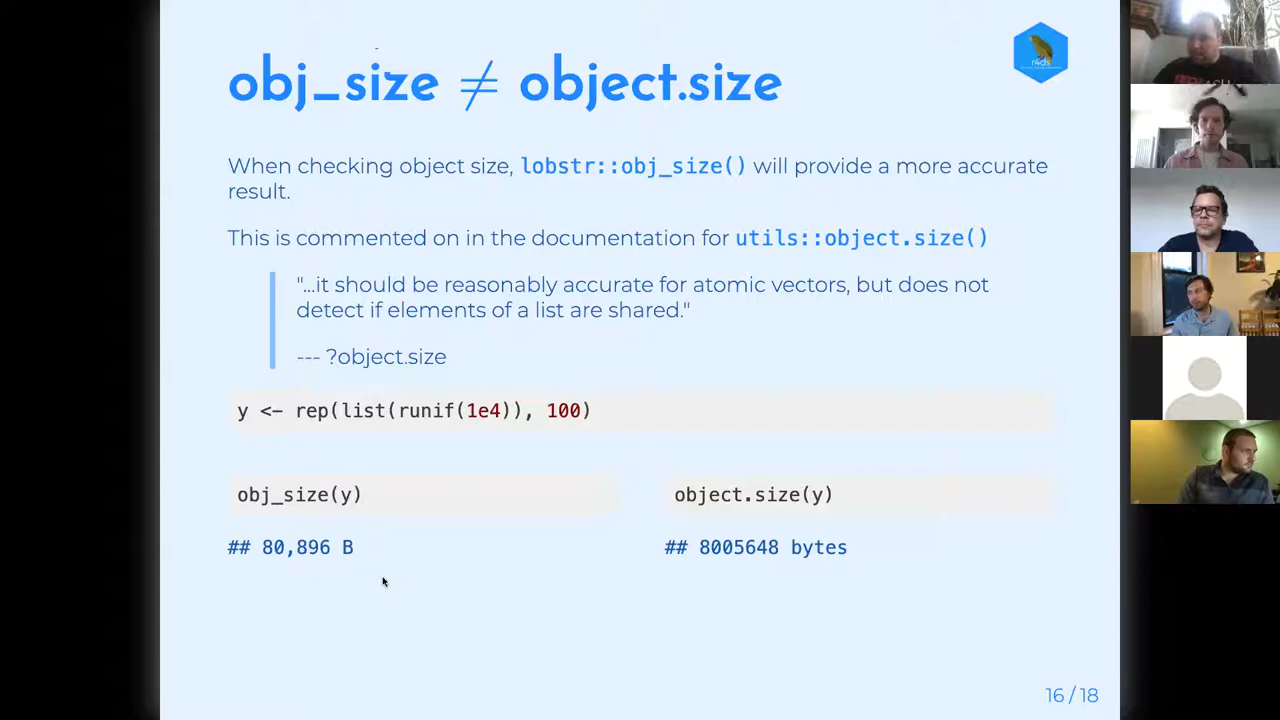 obj_size ≠ object.size
r4ds
When checking object size, lobstr::obj_size() will provide a more accurate
result.
This is commented on in the documentation for utils::object.size()
"...it should be reasonably accurate for atomic vectors, but does not
detect if elements of a list are shared."
--- ?object.size
y <- rep(list(runif(1e4)), 100)
obj_size(y)
object.size(y)
## 80,896 B
## 8005648 bytes
16 / 18